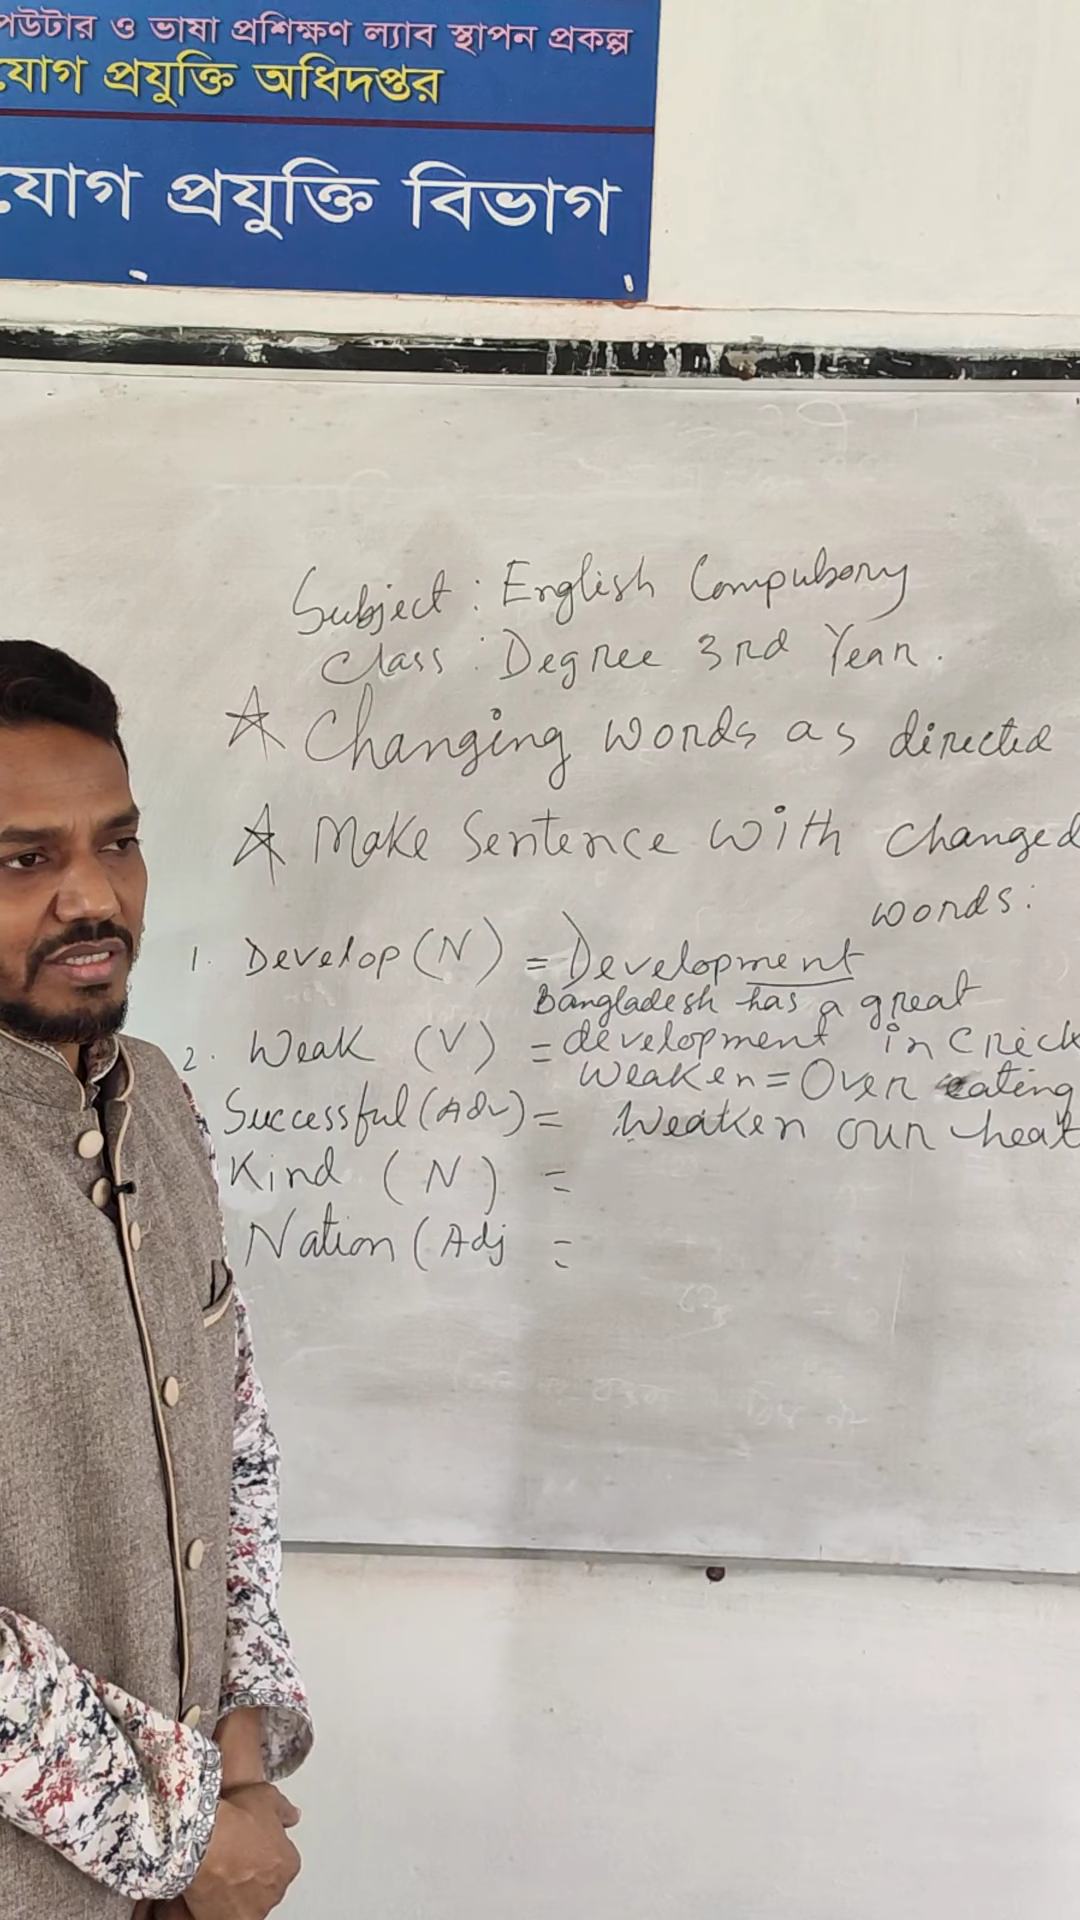 পউটার ও ভাষা প্রশিক্ষণ ল্যাব স্থাপন প্রকল্প
যোগ প্রযুক্তি অধিদপ্তর
যোগ প্রযুক্তি বিভাগ
Subject: English Compulsory
Class: Degree 3rd Year.
Changing words as directed
Make Sentence with changed
words:
1. Develop (N) = Development
Bangladesh has a great
2. Weak (V) = development in Crick
Weaken = Over eating
Successful (Adv) = Weaken our heat
Kind (N) =
Nation (Adj =